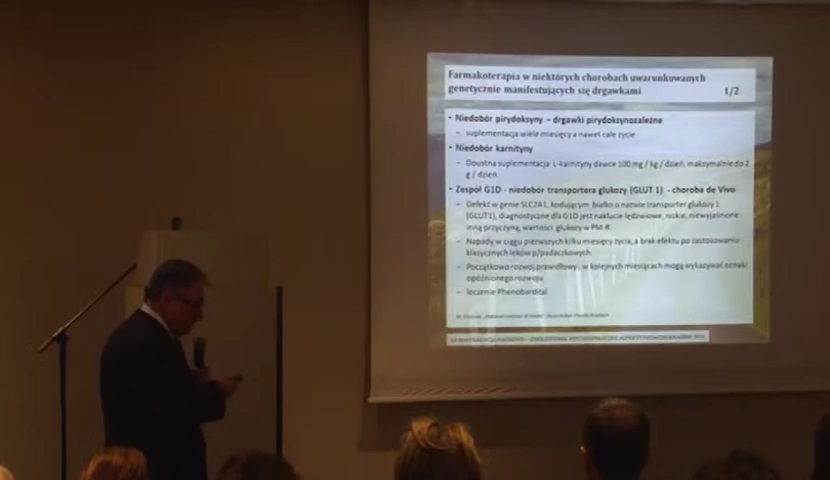 Farmakoterapia w niektórych chorobach uwarunkowanych
genetycznie manifestujących się drgawkami 1/2
• Niedobór pirydoksyny – drgawki pirydoksynozależne
– suplementacja wiele miesięcy a nawet całe życie
• Niedobór karnityny
– Doustna suplementacja L-karnityny dawce 100 mg / kg / dzień, maksymalnie do 2
g / dzień.
• Zespół G1D - niedobór transportera glukozy (GLUT 1) - choroba de Vivo
– Defekt w genie SLC2A1, kodującym białko o nazwie transporter glukozy 1
(GLUT1), diagnostyczne dla G1D jest nakłucie lędźwiowe, niskie, niewyjaśnione
inną przyczyną, wartości glukozy w PM-R.
– Napady w ciągu pierwszych kilku miesięcy życia, a brak efektu po zastosowaniu
klasycznych leków p/padaczkowych.
– Początkowo rozwój prawidłowy, w kolejnych miesiącach mogą wykazywać oznaki
opóźnionego rozwoju
– leczenie Phenobardital